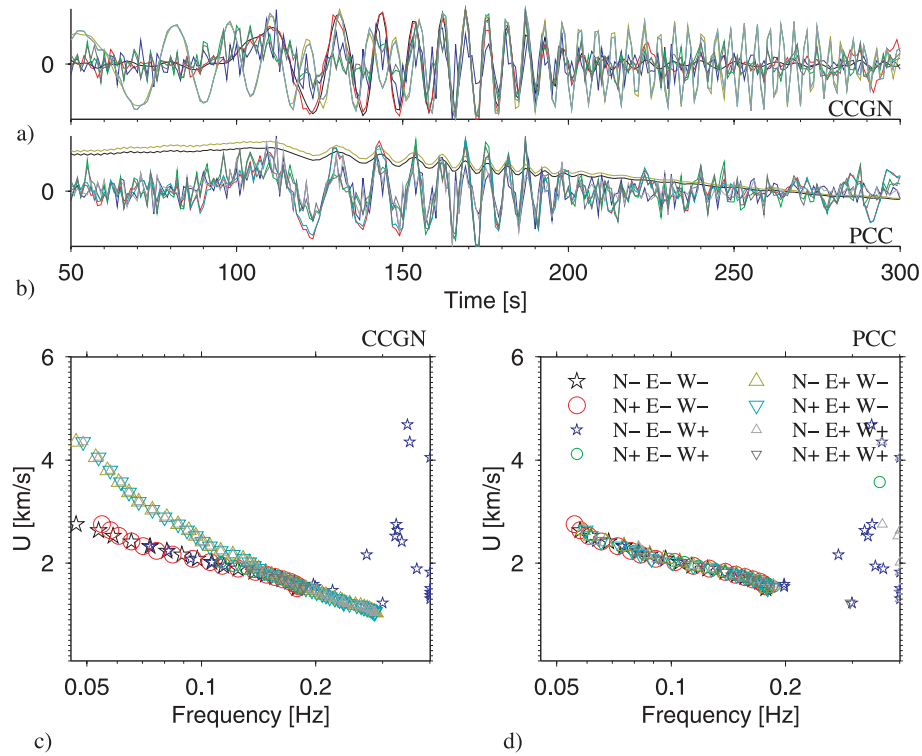 0
CCGN
a)
0
PCC
50 100 150 200 250 300
b)
Time [s]
CCGN
6
4
2
U [km/s]
0.05 0.1 0.2
Frequency [Hz]
c)
PCC
6
4
2
U [km/s]
N− E− W−
N+ E− W−
N− E− W+
N+ E− W+
N− E+ W−
N+ E+ W−
N− E+ W+
N+ E+ W+
0.05 0.1 0.2
Frequency [Hz]
d)